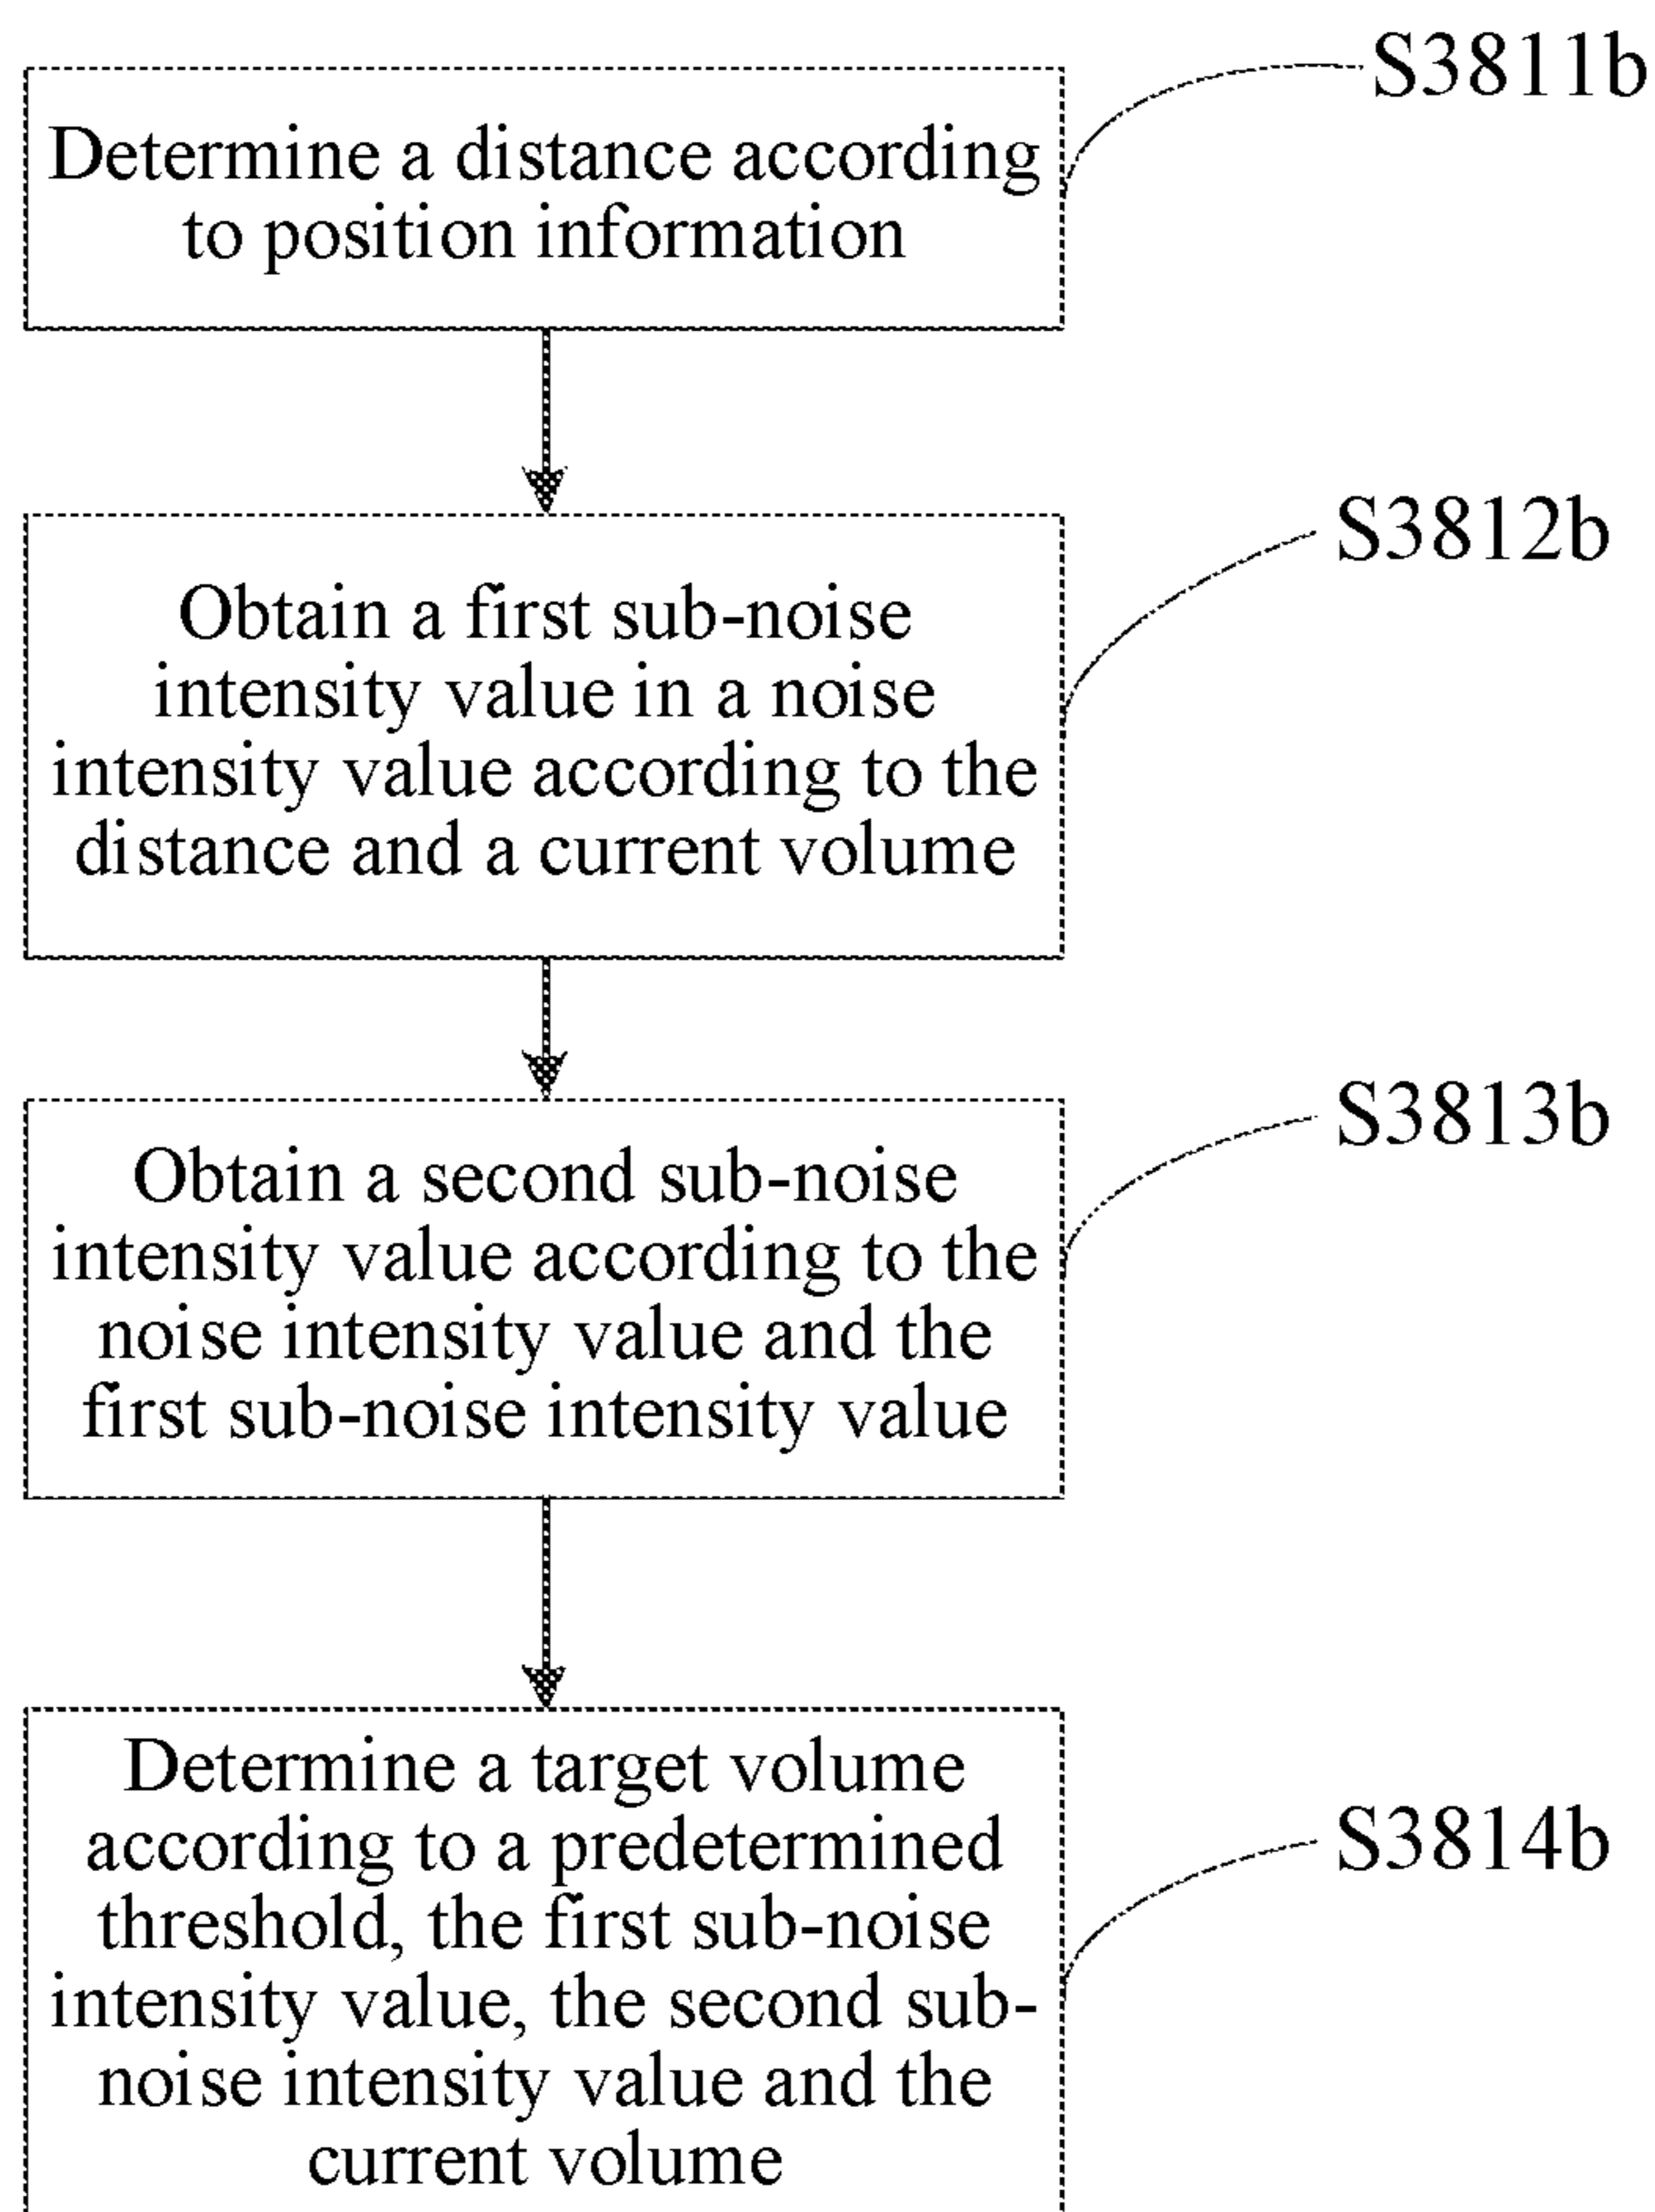 S3811b
Determine a distance according
to position information
S3812b
Obtain a first sub-noise
intensity value in a noise
intensity value according to the
distance and a current volume
S3813b
Obtain a second sub-noise
intensity value according to the
noise intensity value and the
first sub-noise intensity value
Determine a target volume
according to a predetermined
S3814b
threshold, the first sub-noise
intensity value, the second sub-
noise intensity value and the
current volume